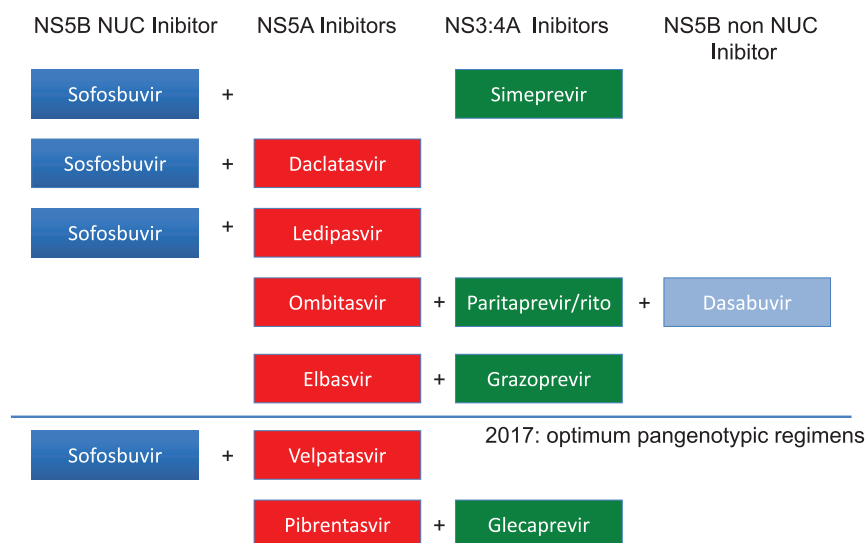 NS5B NUC Inibitor NS5A Inibitors NS3:4A Inibitors NS5B non NUC
Inibitor
Sofosbuvir + Simeprevir
Sosfosbuvir + Daclatasvir
Sofosbuvir + Ledipasvir
Ombitasvir + Paritaprevir/rito + Dasabuvir
Elbasvir + Grazoprevir
2017: optimum pangenotypic regimens
Sofosbuvir + Velpatasvir
Pibrentasvir + Glecaprevir